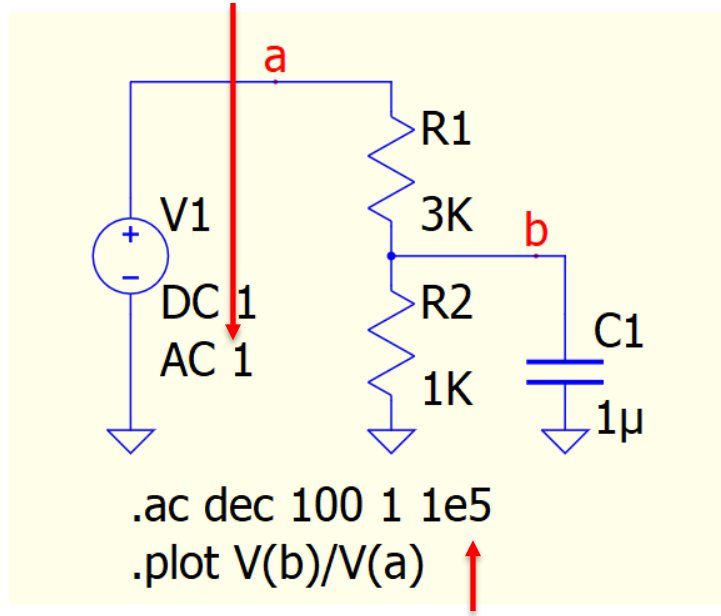 a
R1
V1
3K
b
+
−
DC 1
R2
C1
AC 1
1K
1µ
.ac dec 100 1 1e5
.plot V(b)/V(a)